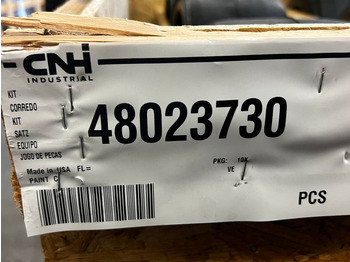 CNH
INDUSTRIAL
KIT
CORREDO
KIT
SATZ
EQUIPO
JOGO DE PECAS
48023730
Made in USA FL=
PAINT C
PKG: 10K
VE
PCS